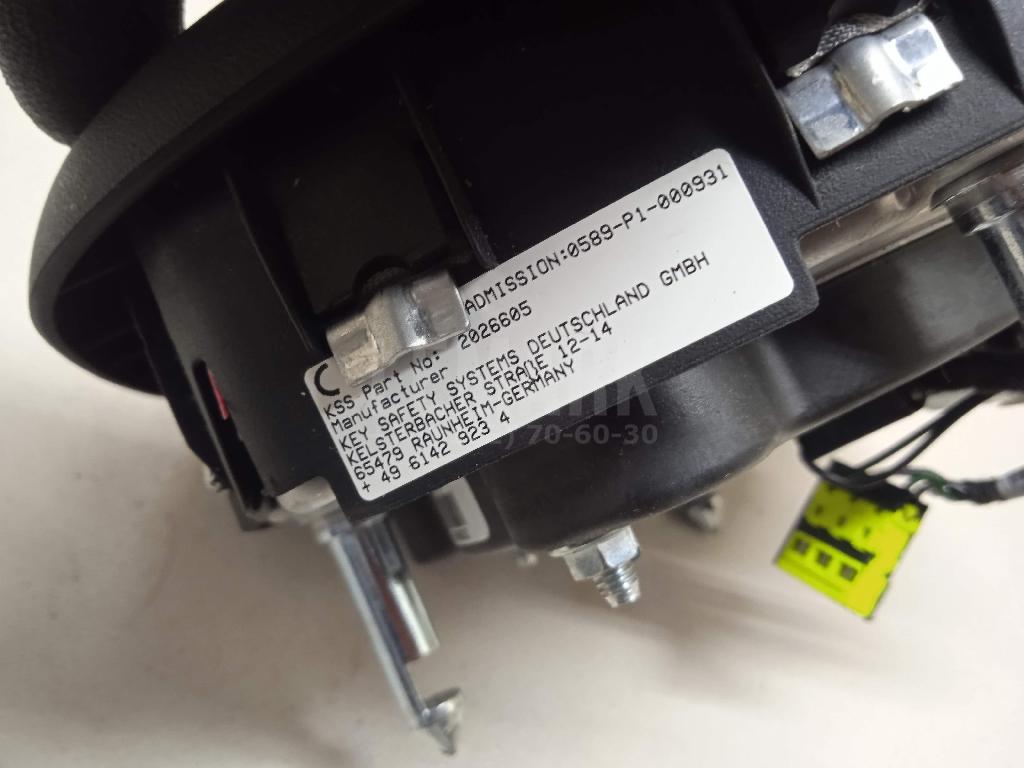 C ADMISSION:0589-P1-000931
KSS Part No: 2026605
Manufacturer
KEY SAFETY SYSTEMS DEUTSCHLAND GMBH
KELSTERBACHER STRAẞE 12-14
65479 RAUNHEIM-GERMANY
+ 49 6142 923 4
70-60-30